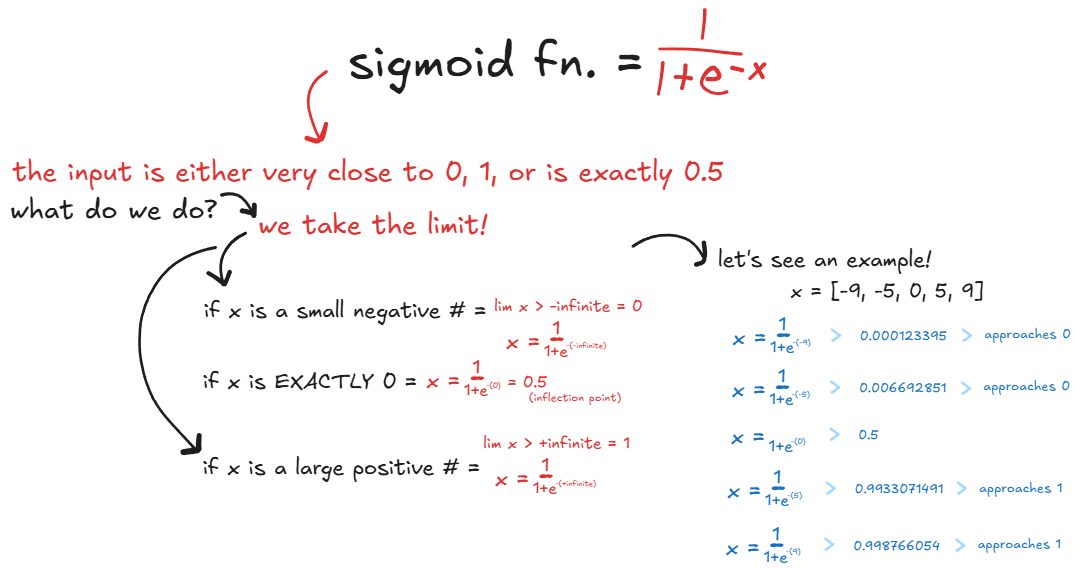 sigmoid fn. = 1/1+e^-x
the input is either very close to 0, 1, or is exactly 0.5
what do we do?
we take the limit!
if x is a small negative # = lim x > -infinite = 0
x = 1/1+e^-(-infinite)
if x is EXACTLY 0 = x = 1/1+e^-(0) = 0.5
(inflection point)
lim x > +infinite = 1
if x is a large positive # = x = 1/1+e^-(+infinite)
let's see an example!
x = [-9, -5, 0, 5, 9]
x = 1/1+e^-(-9) > 0.000123395 > approaches 0
x = 1/1+e^-(-5) > 0.006692851 > approaches 0
x = 1+e^-(0) > 0.5
x = 1/1+e^-(5) > 0.9933071491 > approaches 1
x = 1/1+e^-(9) > 0.998766054 > approaches 1